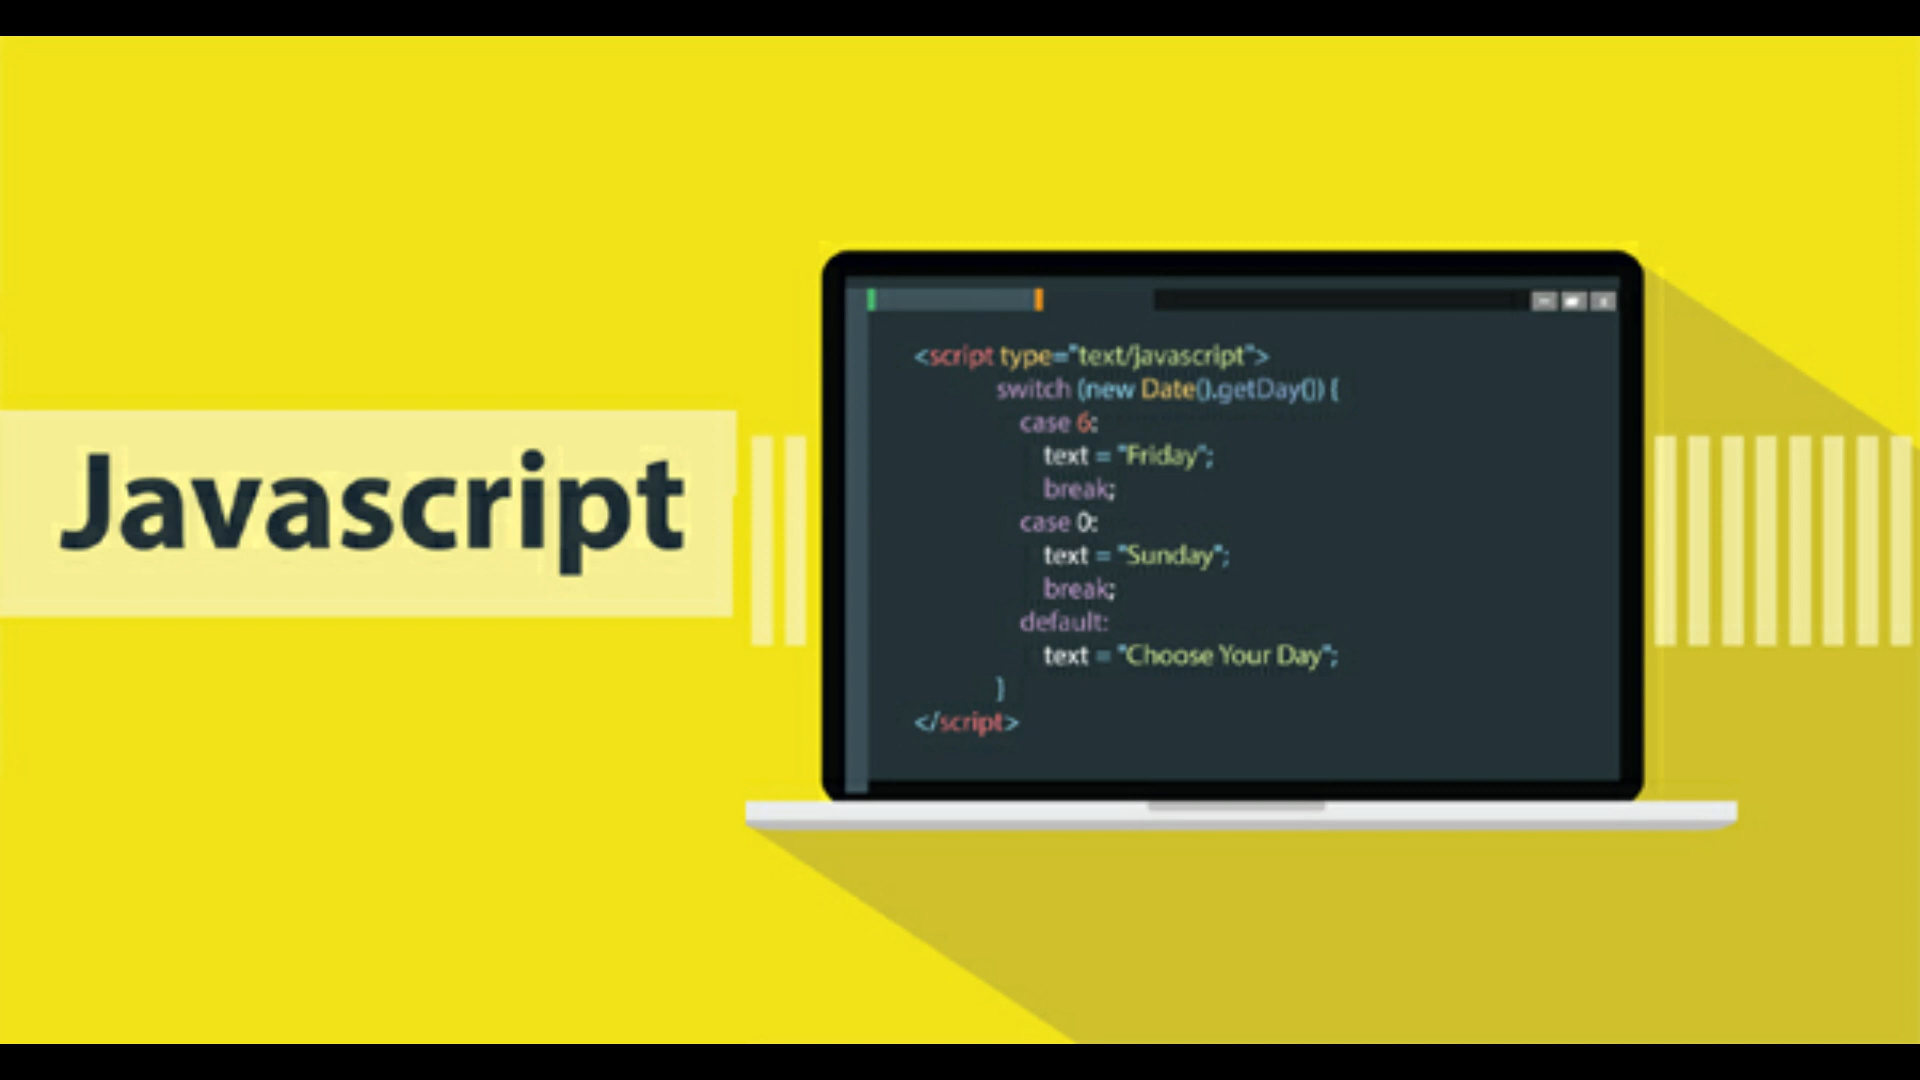 Javascript
<script type="text/javascript">
switch (new Date().getDay()) {
case 6:
text = "Friday";
break;
case 0:
text = "Sunday";
break;
default:
text = "Choose Your Day";
}
</script>